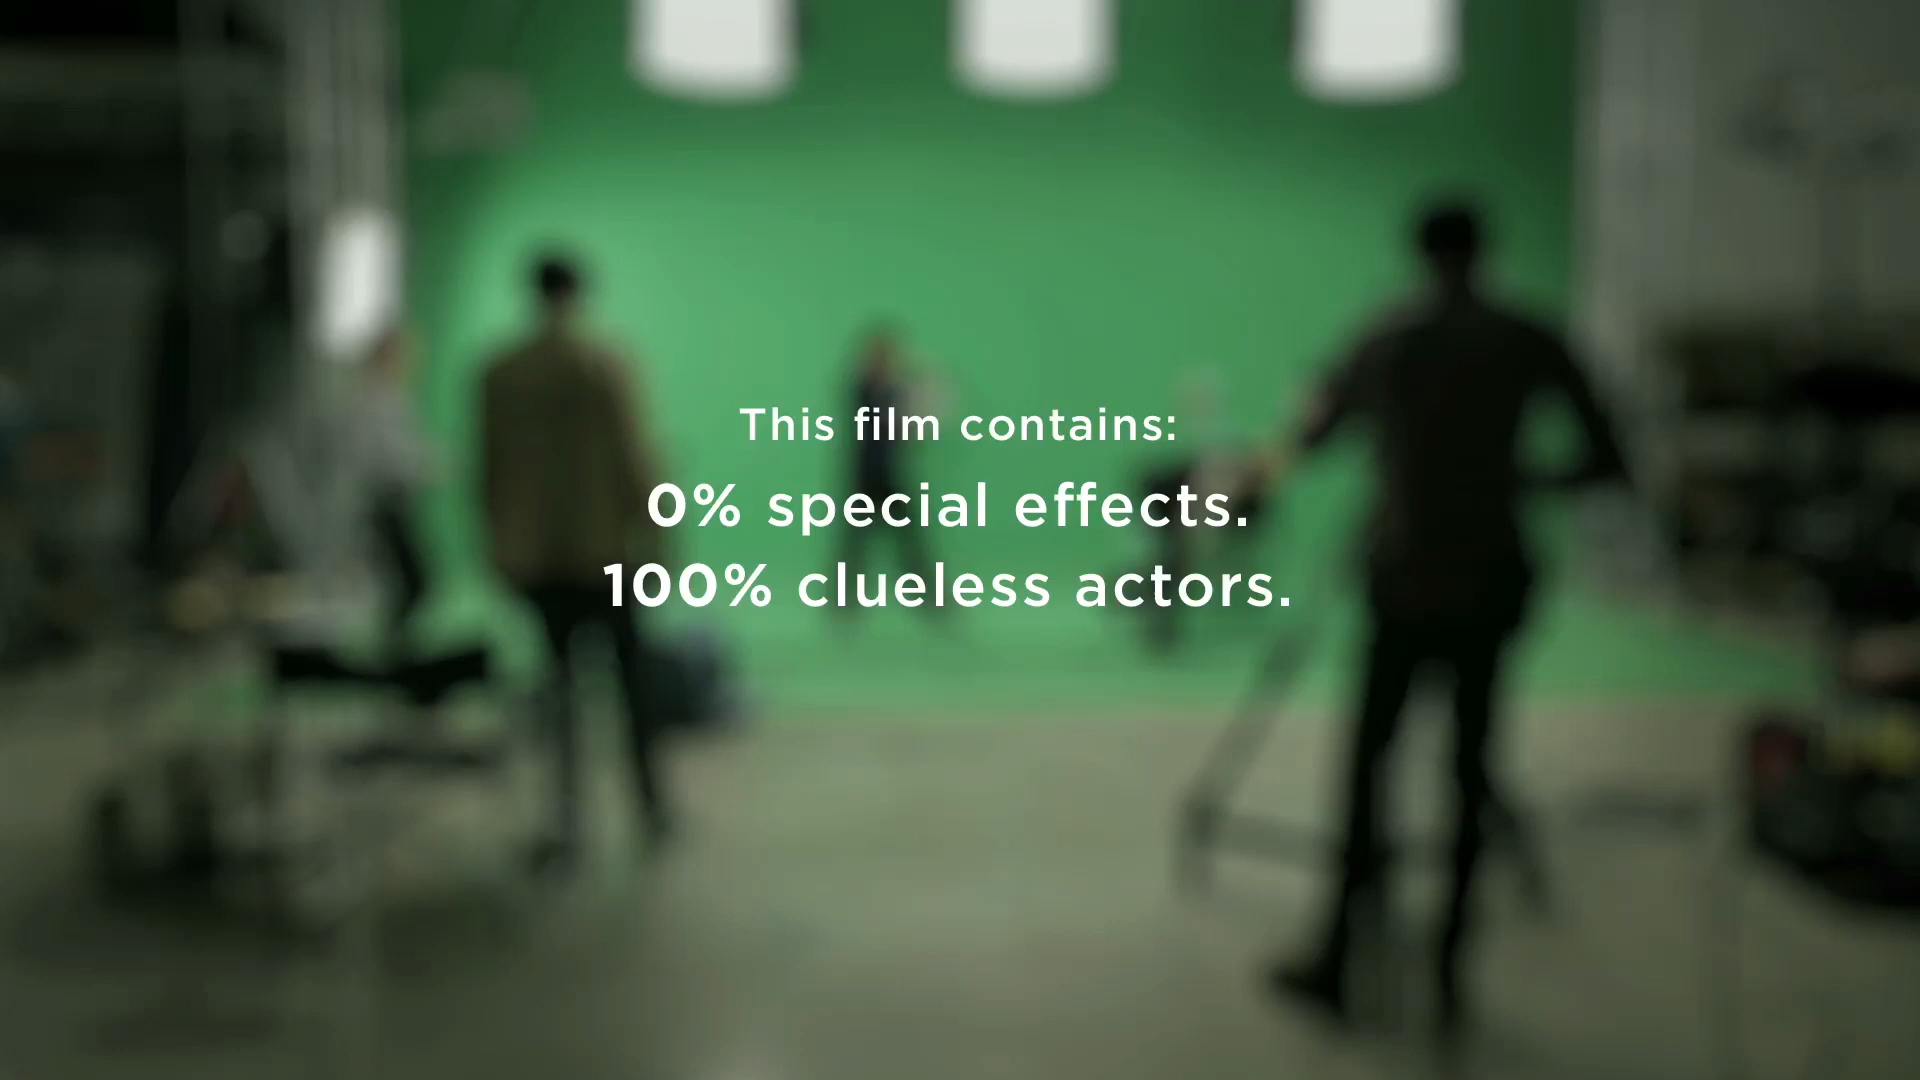 This film contains:
0% special effects.
100% clueless actors.